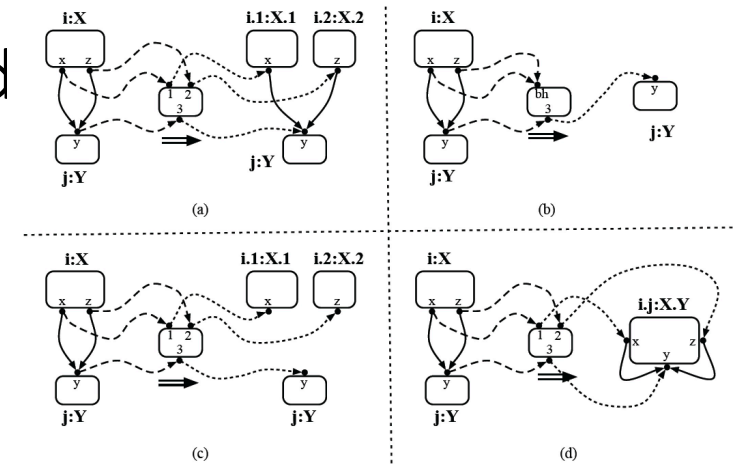 d
i:X i.1:X.1 i.2:X.2
x z x z
1 2
3
y y
j:Y j:Y
(a)
i:X
x z
bh
3
y y
j:Y j:Y
(b)
i:X i.1:X.1 i.2:X.2
x z x z
1 2
3
y y
j:Y j:Y
(c)
i:X
x z
i.j:X.Y
1 2
3
x z
y
y
j:Y
(d)